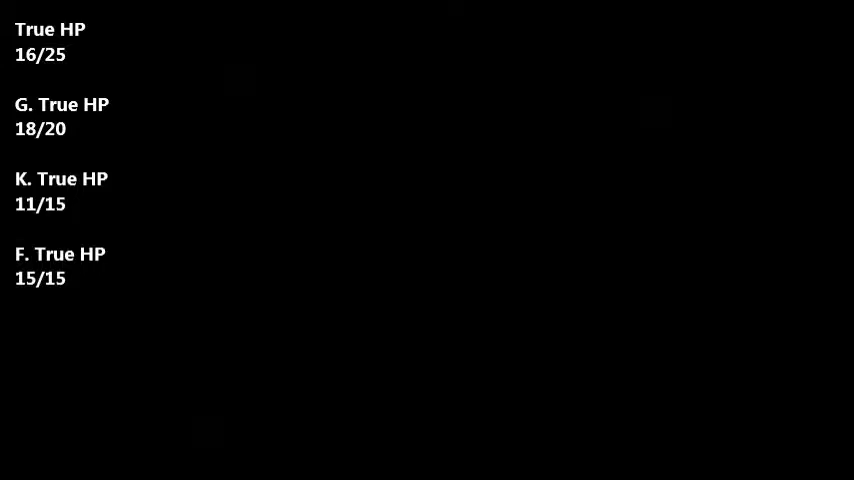 True HP
16/25
G. True HP
18/20
K. True HP
11/15
F. True HP
15/15